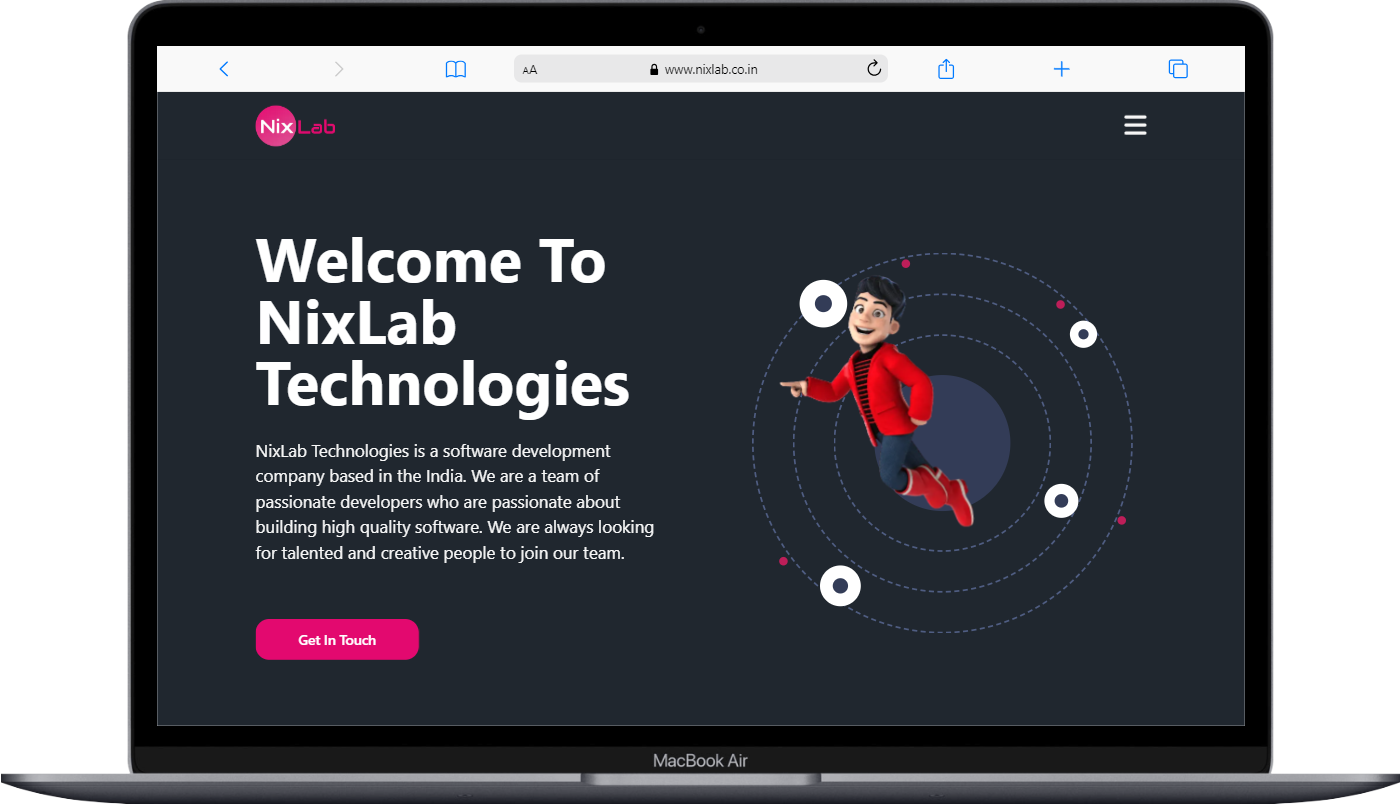 AA www.nixlab.co.in
NixLab
Welcome To
NixLab
Technologies
NixLab Technologies is a software development
company based in the India. We are a team of
passionate developers who are passionate about
building high quality software. We are always looking
for talented and creative people to join our team.
Get In Touch
MacBook Air